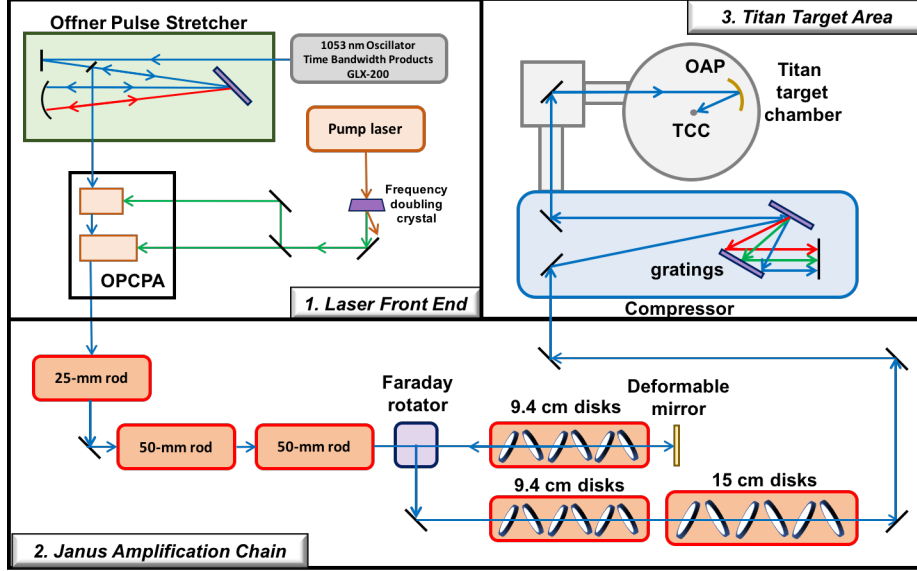 Offner Pulse Stretcher
1053 nm Oscillator
Time Bandwidth Products
GLX-200
Pump laser
Frequency
doubling
crystal
OPCPA
1. Laser Front End
3. Titan Target Area
OAP
TCC
Titan
target
chamber
gratings
Compressor
25-mm rod
50-mm rod
50-mm rod
Faraday
rotator
9.4 cm disks
Deformable
mirror
9.4 cm disks
15 cm disks
2. Janus Amplification Chain